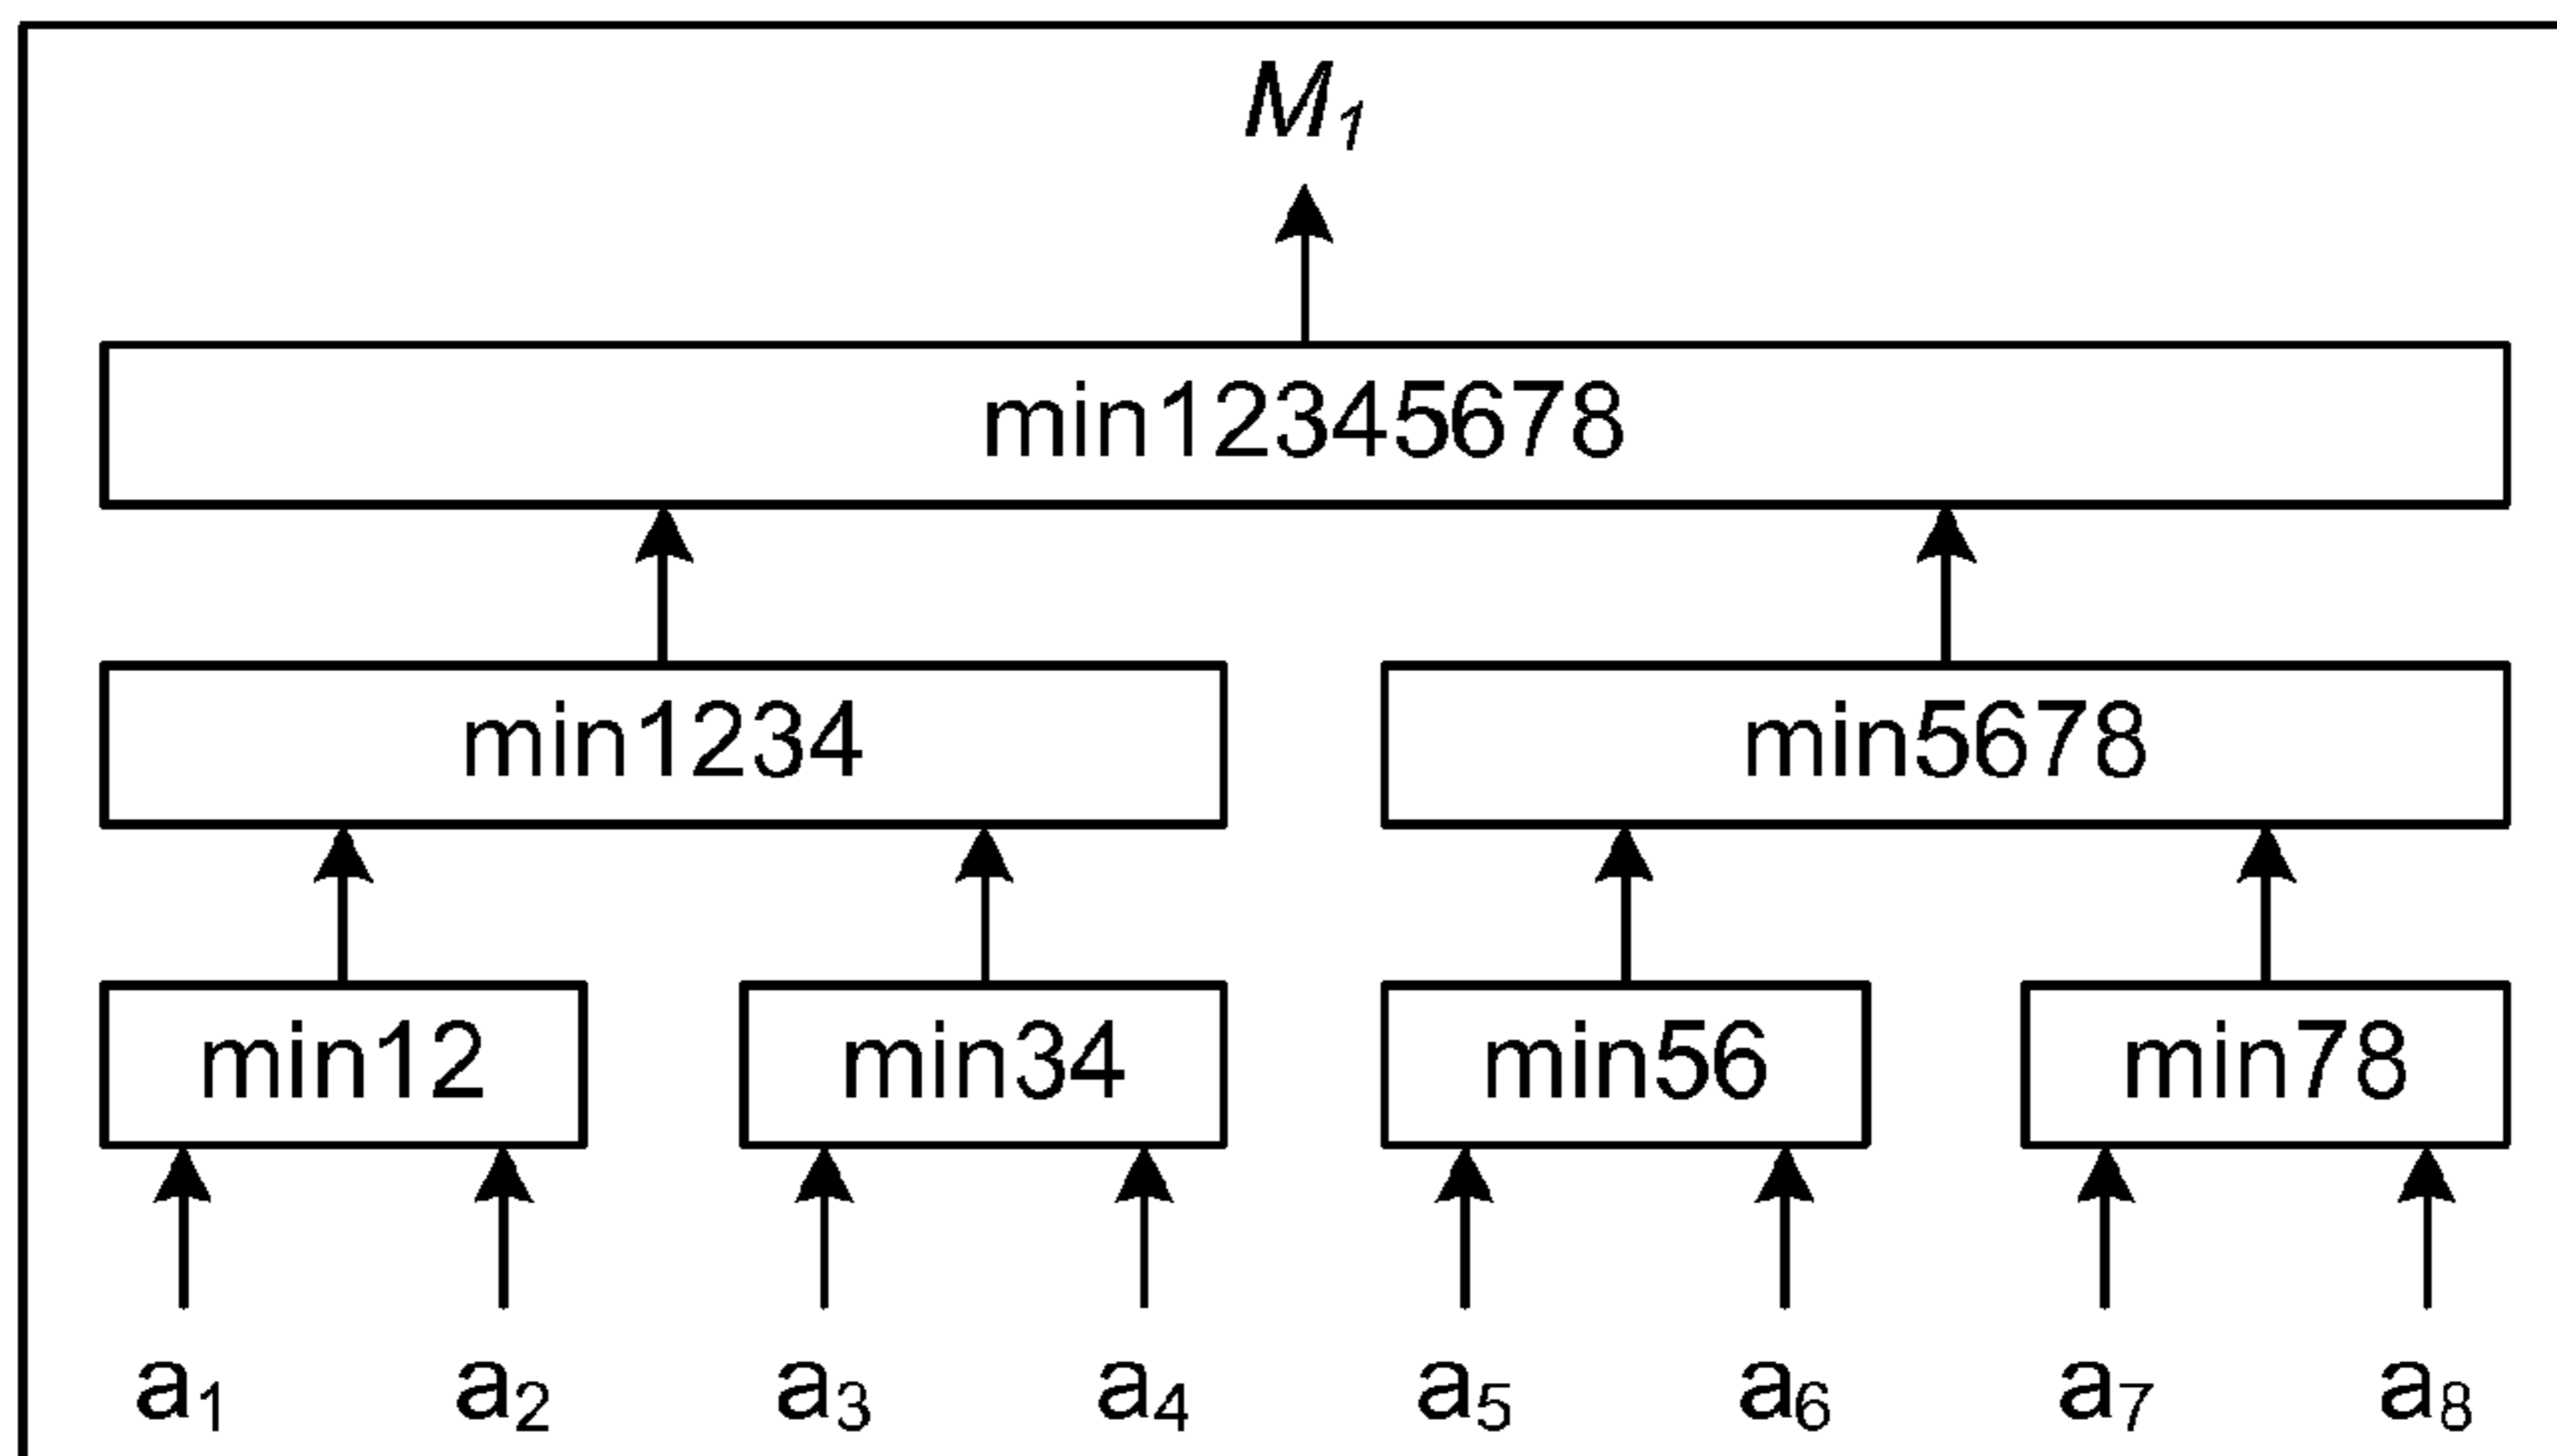 M₁
min12345678
min1234 min5678
min12 min34 min56 min78
a₁ a₂ a₃ a₄ a₅ a₆ a₇ a₈